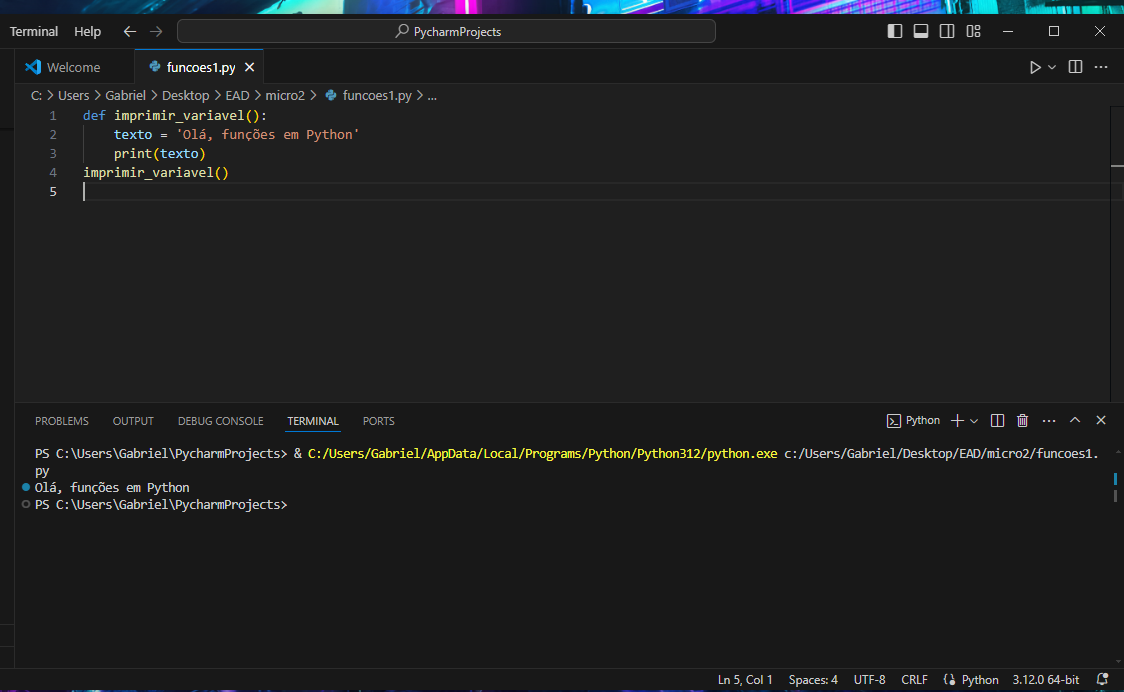 Terminal Help PycharmProjects
Welcome funcoes1.py
C: > Users > Gabriel > Desktop > EAD > micro2 > funcoes1.py > ...
1 def imprimir_variavel():
2     texto = 'Olá, funções em Python'
3     print(texto)
4 imprimir_variavel()
5
PROBLEMS OUTPUT DEBUG CONSOLE TERMINAL PORTS Python
PS C:\Users\Gabriel\PycharmProjects> & C:/Users/Gabriel/AppData/Local/Programs/Python/Python312/python.exe c:/Users/Gabriel/Desktop/EAD/micro2/funcoes1.
py
Olá, funções em Python
PS C:\Users\Gabriel\PycharmProjects>
Ln 5, Col 1 Spaces: 4 UTF-8 CRLF Python 3.12.0 64-bit